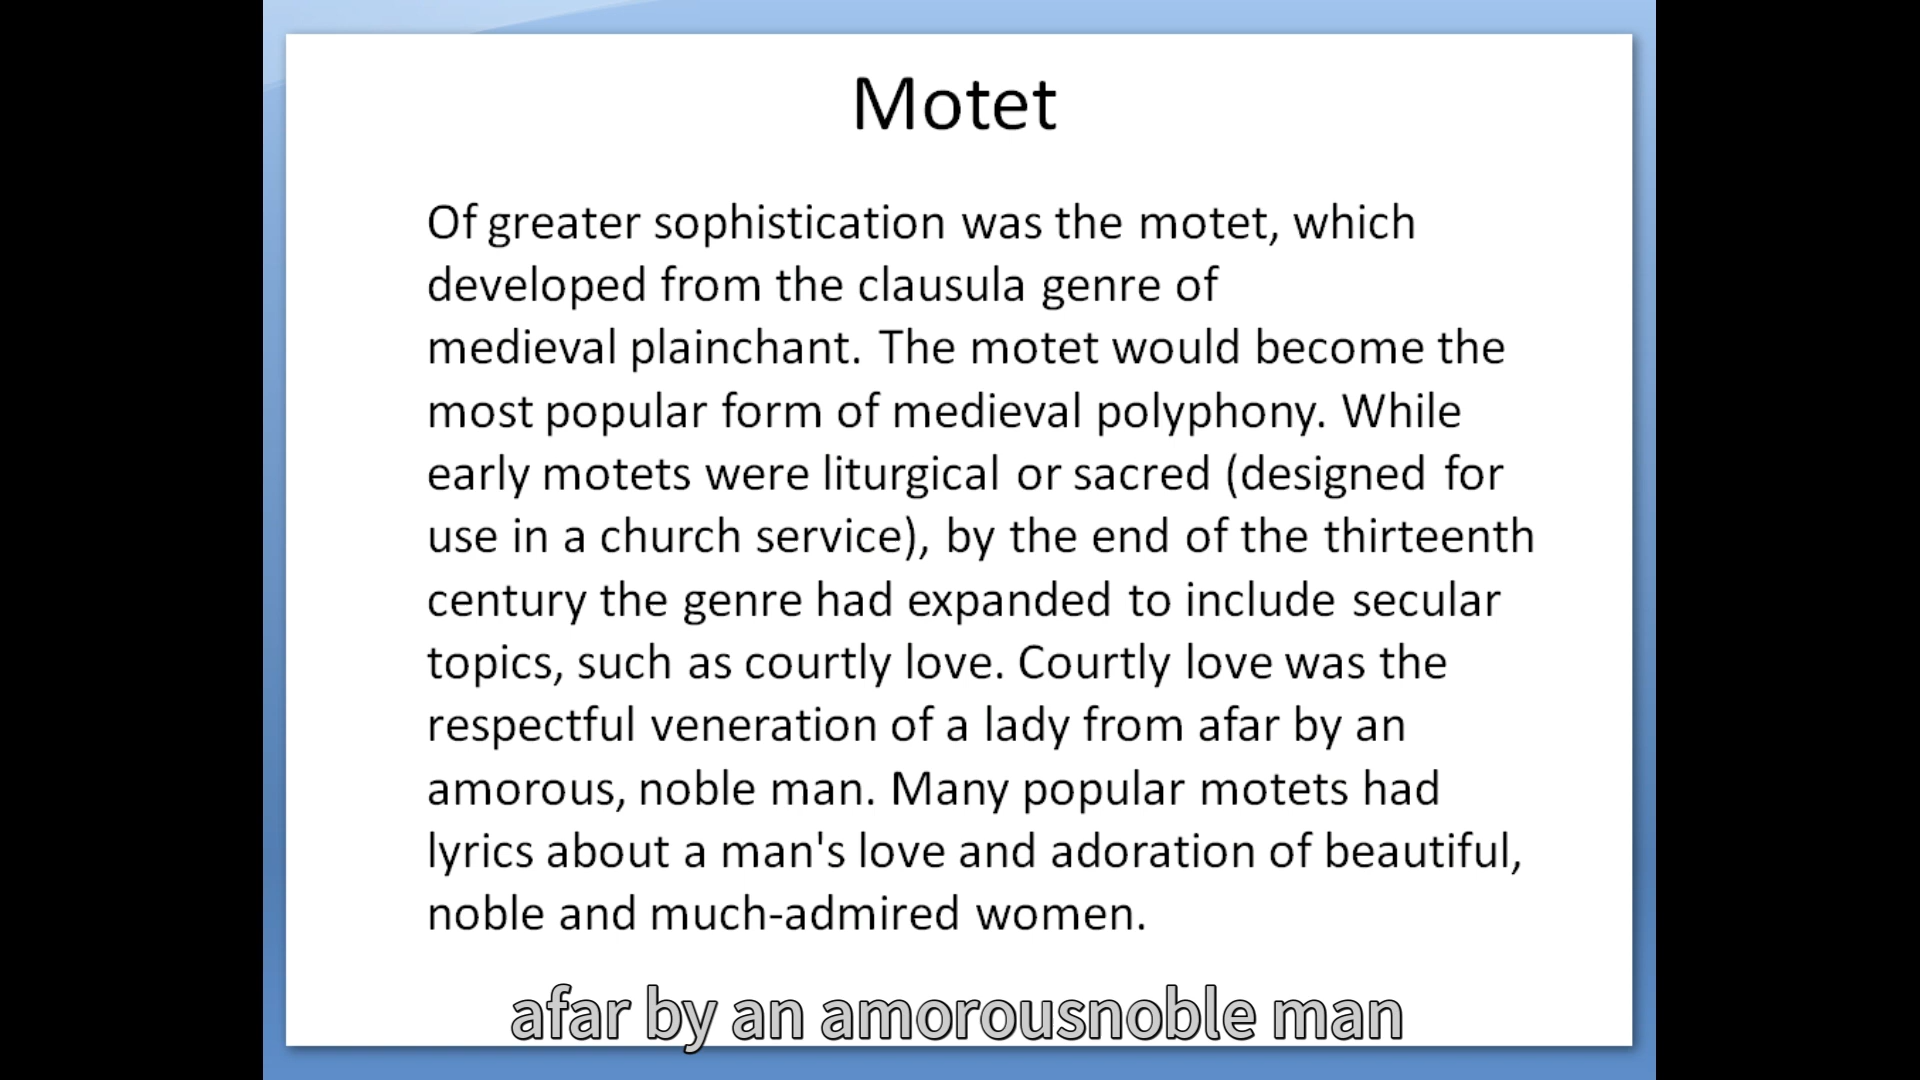 Motet
Of greater sophistication was the motet, which
developed from the clausula genre of
medieval plainchant. The motet would become the
most popular form of medieval polyphony. While
early motets were liturgical or sacred (designed for
use in a church service), by the end of the thirteenth
century the genre had expanded to include secular
topics, such as courtly love. Courtly love was the
respectful veneration of a lady from afar by an
amorous, noble man. Many popular motets had
lyrics about a man's love and adoration of beautiful,
noble and much-admired women.
afar by an amorousnoble man